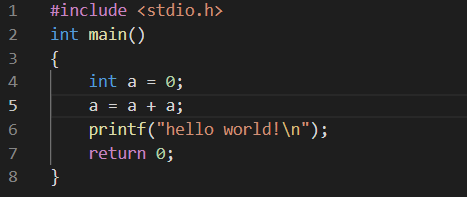 1 #include <stdio.h>
2 int main()
3 {
4     int a = 0;
5     a = a + a;
6     printf("hello world!\n");
7     return 0;
8 }